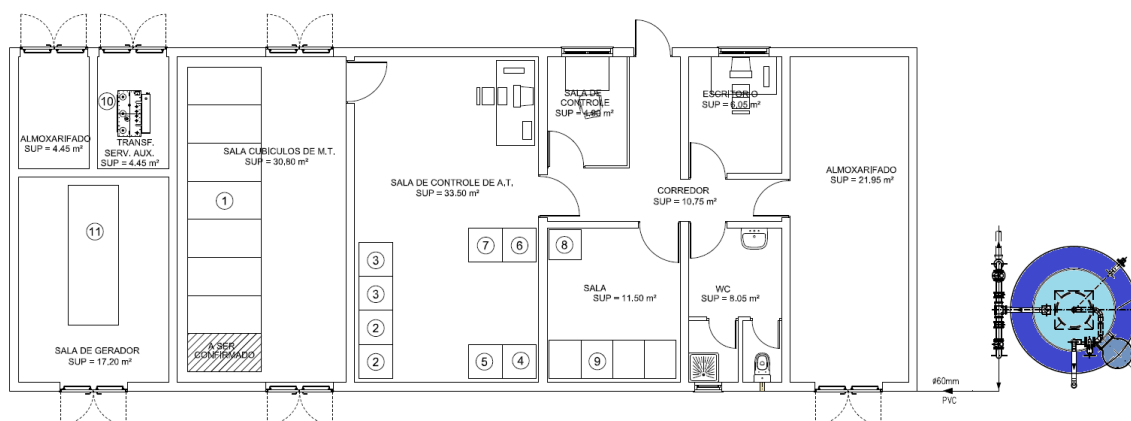 10
ALMOXARIFADO
SUP = 4.45 m²
TRANSF.
SERV. AUX.
SUP = 4.45 m²
SALA CUBÍCULOS DE M.T.
SUP = 30,80 m²
1
A SER
CONFIRMADO
11
SALA DE GERADOR
SUP = 17.20 m²
SALA DE CONTROLE DE A.T.
SUP = 33.50 m²
3
3
2
2
7
6
5
4
SALA DE
CONTROLE
ESCRITORIO
SUP = 6.05 m²
CORREDOR
SUP = 10,75 m²
ALMOXARIFADO
SUP = 21.95 m²
8
SALA
SUP = 11.50 m²
9
WC
SUP = 8.05 m²
Ø60mm
PVC